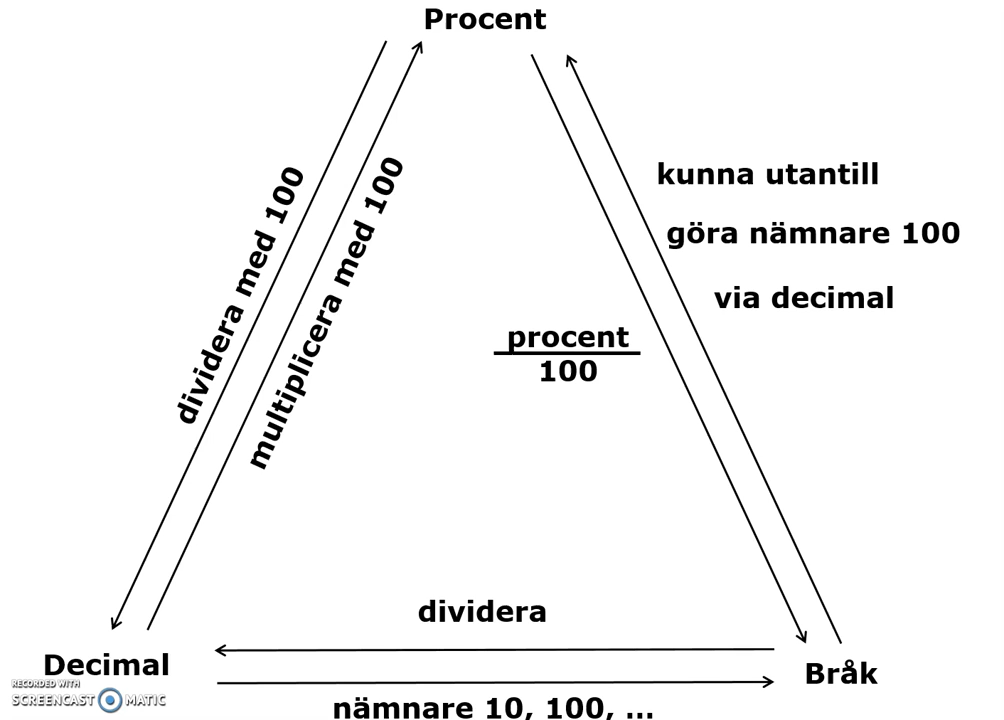 Procent
dividera med 100
multiplicera med 100
kunna utantill
göra nämnare 100
via decimal
procent
100
dividera
Decimal
Bråk
nämnare 10, 100, ...
RECORDED WITH
SCREENCAST MATIC